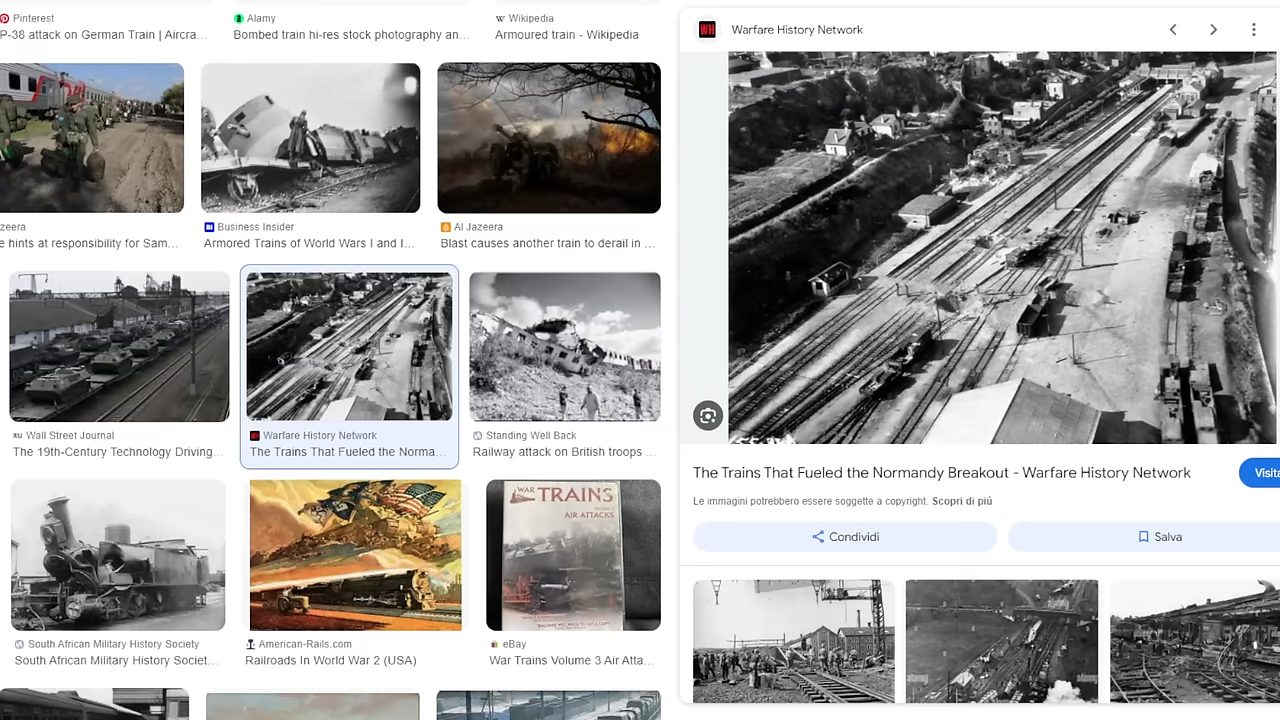 Pinterest
P-38 attack on German Train | Aircra...
Alamy
Bombed train hi-res stock photography an...
W Wikipedia
Armoured train - Wikipedia
zeera
e hints at responsibility for Sam...
Business Insider
Armored Trains of World Wars I and I...
Al Jazeera
Blast causes another train to derail in ...
WSJ Wall Street Journal
The 19th-Century Technology Driving...
WH Warfare History Network
The Trains That Fueled the Norma...
Standing Well Back
Railway attack on British troops ...
South African Military History Society
South African Military History Societ...
American-Rails.com
Railroads In World War 2 (USA)
WAR
TRAINS
AIR ATTACKS
eBay
War Trains Volume 3 Air Atta...
WH Warfare History Network
The Trains That Fueled the Normandy Breakout - Warfare History Network
Visita
Le immagini potrebbero essere soggette a copyright. Scopri di più
Condividi
Salva
alamy
alamy